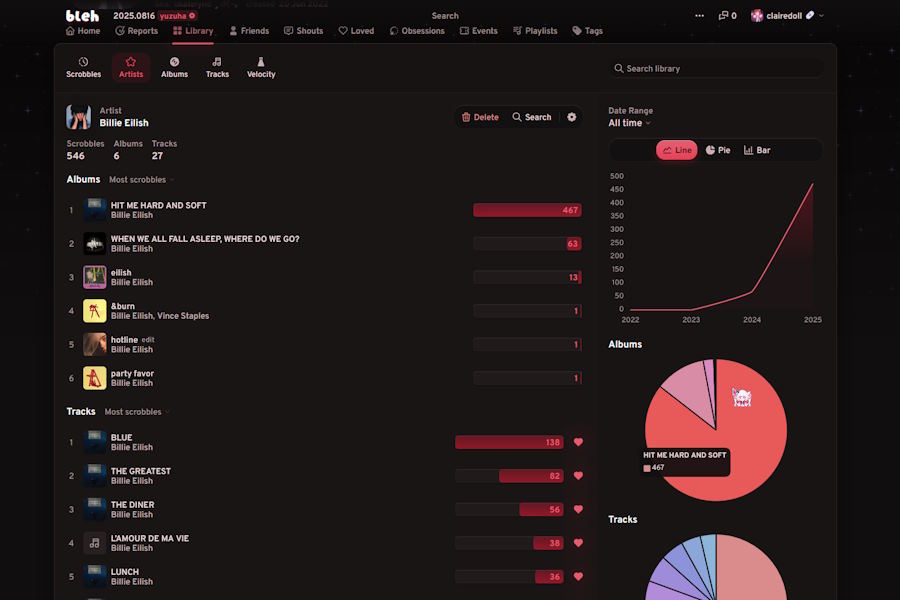 bleh 2025.0816 yuzuha
Search
0 clairedoll
Home Reports Library Friends Shouts Loved Obsessions Events Playlists Tags
Scrobbles Artists Albums Tracks Velocity
Search library
Artist
Billie Eilish
Delete Search
Scrobbles Albums Tracks
546 6 27
Albums Most scrobbles
1 HIT ME HARD AND SOFT
Billie Eilish
467
2 WHEN WE ALL FALL ASLEEP, WHERE DO WE GO?
Billie Eilish
63
3 eilish
Billie Eilish
13
4 &burn
Billie Eilish, Vince Staples
1
5 hotline edit
Billie Eilish
1
6 party favor
Billie Eilish
1
Tracks Most scrobbles
1 BLUE
Billie Eilish
138
2 THE GREATEST
Billie Eilish
82
3 THE DINER
Billie Eilish
56
4 L'AMOUR DE MA VIE
Billie Eilish
38
5 LUNCH
Billie Eilish
36
Date Range
All time
Line Pie Bar
500
450
400
350
300
250
200
150
100
50
0
2022 2023 2024 2025
Albums
HIT ME HARD AND SOFT
467
Tracks